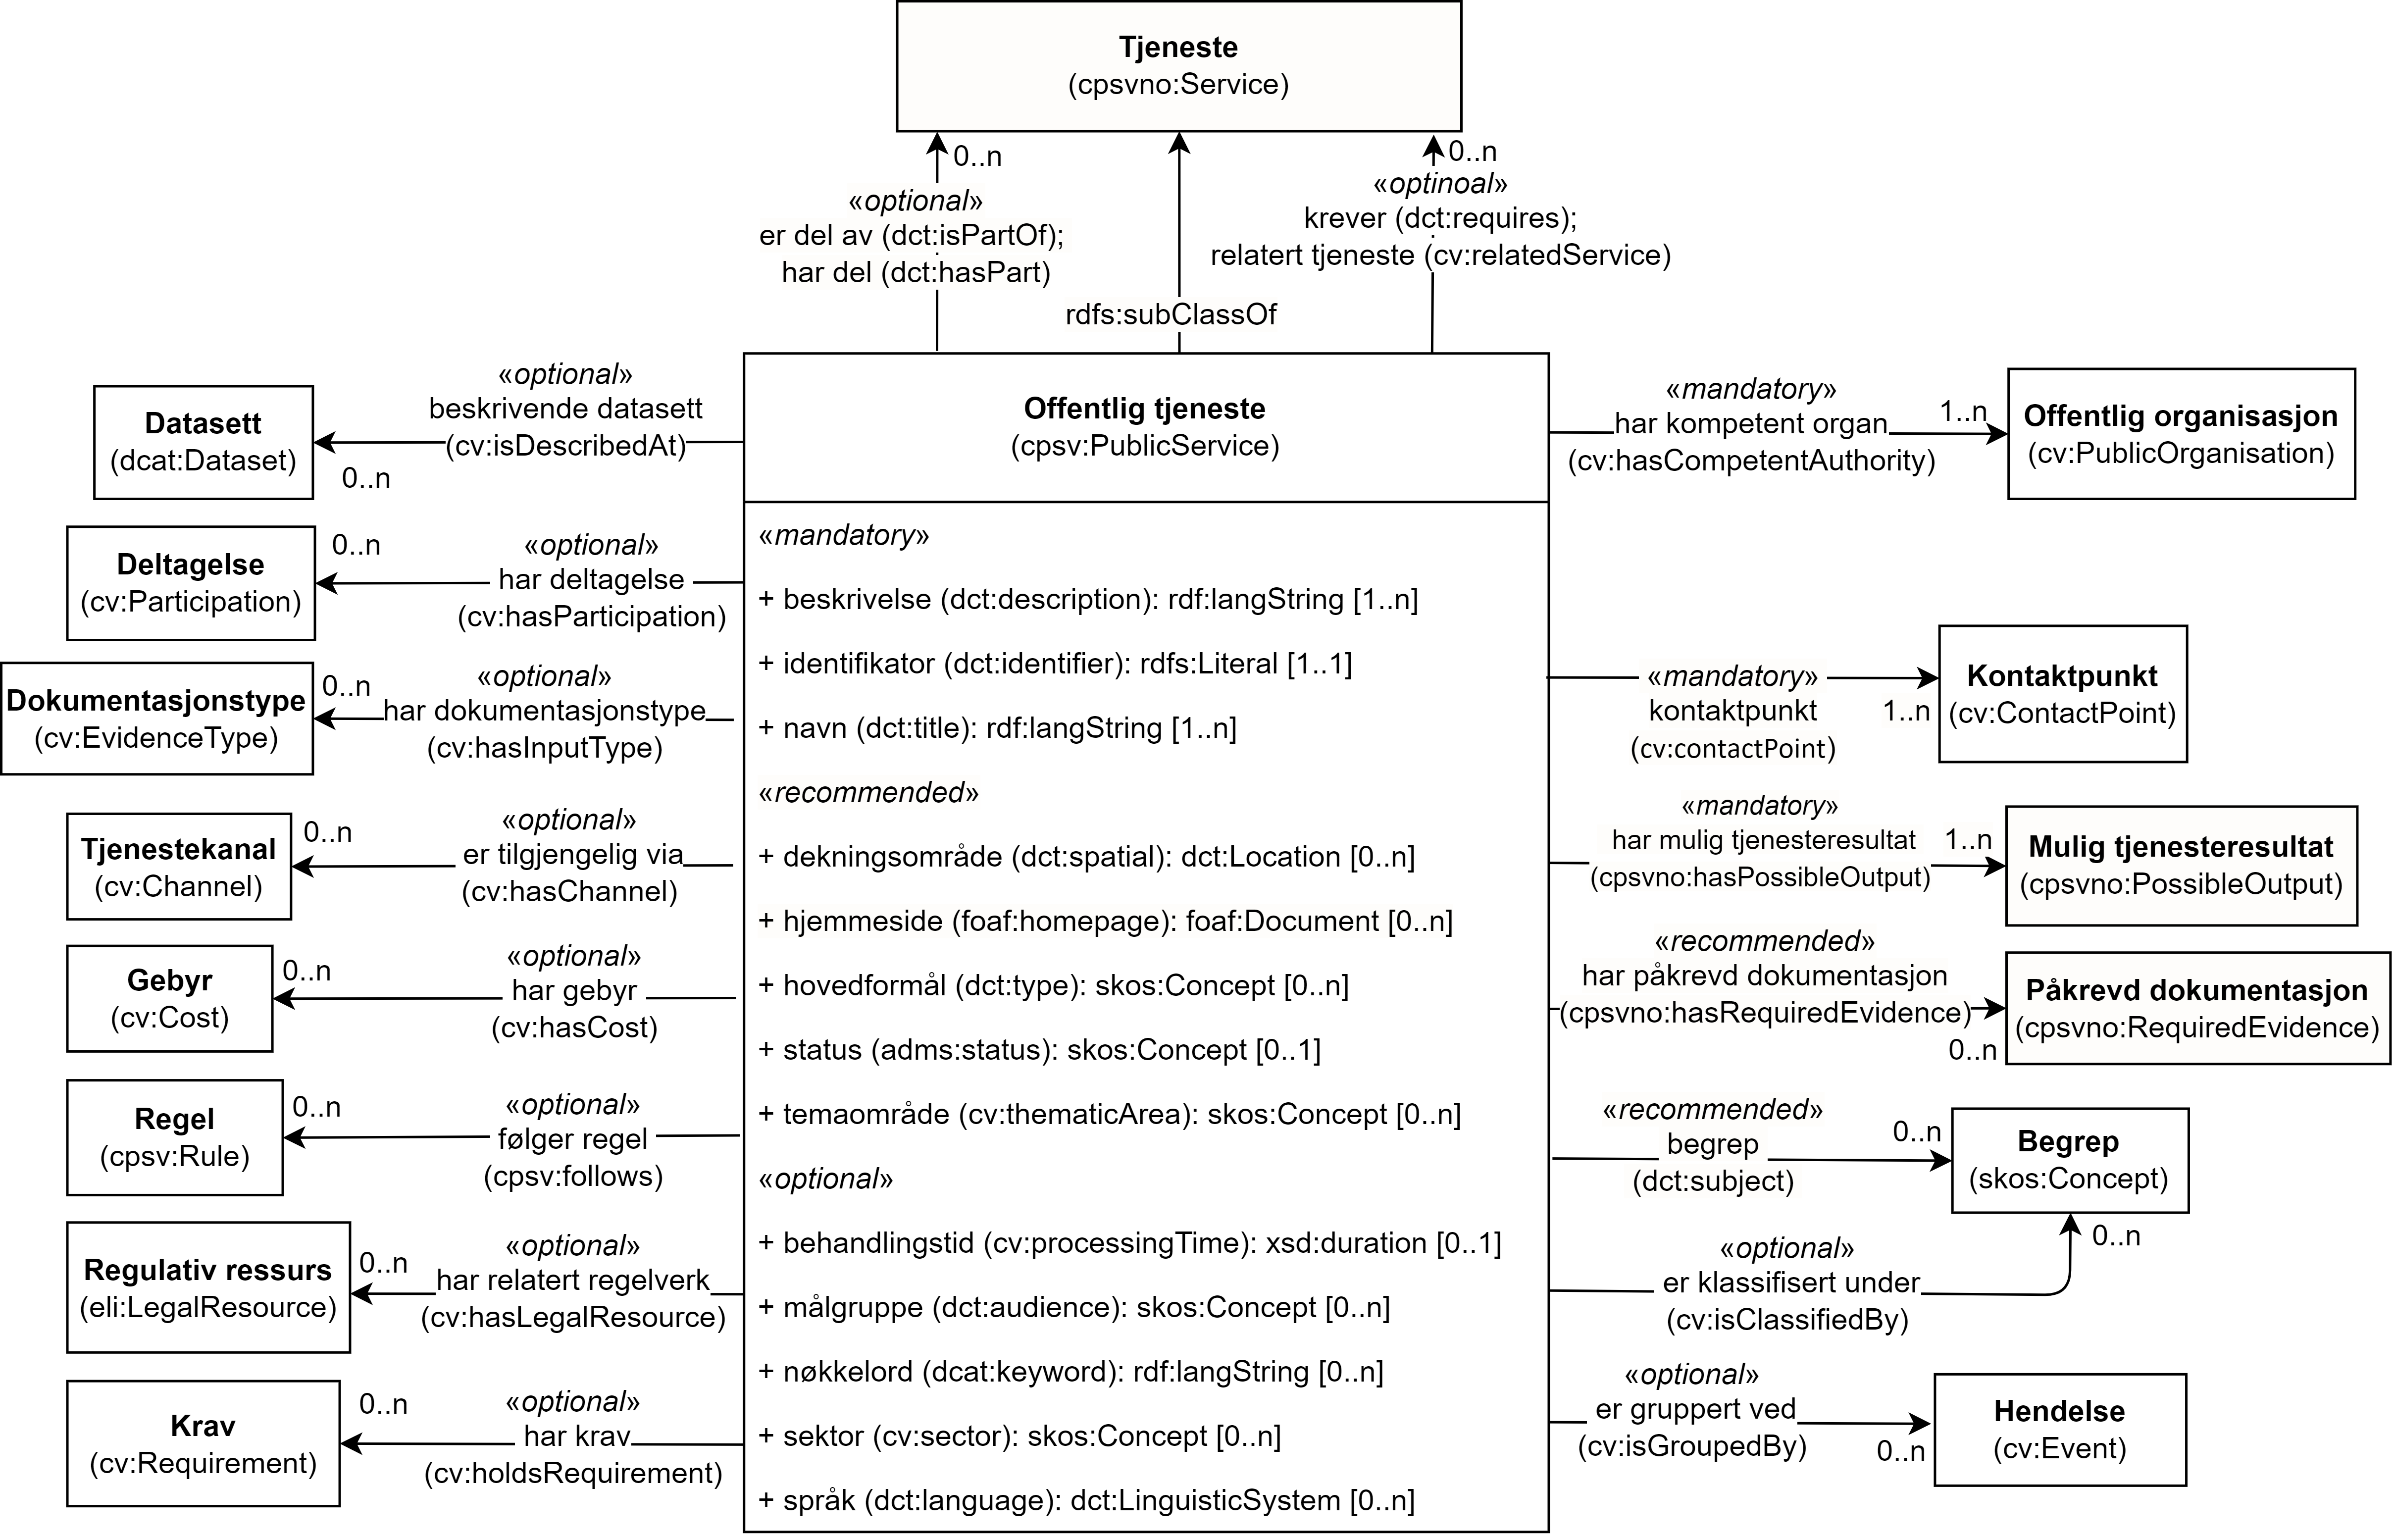 Tjeneste
(cpsvno:Service)
0..n
«optional»
er del av (dct:isPartOf);
har del (dct:hasPart)
rdfs:subClassOf
0..n
«optinoal»
krever (dct:requires);
relatert tjeneste (cv:relatedService)
Offentlig tjeneste
(cpsv:PublicService)
«mandatory»
+ beskrivelse (dct:description): rdf:langString [1..n]
+ identifikator (dct:identifier): rdfs:Literal [1..1]
+ navn (dct:title): rdf:langString [1..n]
«recommended»
+ dekningsområde (dct:spatial): dct:Location [0..n]
+ hjemmeside (foaf:homepage): foaf:Document [0..n]
+ hovedformål (dct:type): skos:Concept [0..n]
+ status (adms:status): skos:Concept [0..1]
+ temaområde (cv:thematicArea): skos:Concept [0..n]
«optional»
+ behandlingstid (cv:processingTime): xsd:duration [0..1]
+ målgruppe (dct:audience): skos:Concept [0..n]
+ nøkkelord (dcat:keyword): rdf:langString [0..n]
+ sektor (cv:sector): skos:Concept [0..n]
+ språk (dct:language): dct:LinguisticSystem [0..n]
Datasett
(dcat:Dataset)
«optional»
beskrivende datasett
(cv:isDescribedAt)
0..n
Deltagelse
(cv:Participation)
0..n
«optional»
har deltagelse
(cv:hasParticipation)
Dokumentasjonstype
(cv:EvidenceType)
0..n
«optional»
har dokumentasjonstype
(cv:hasInputType)
Tjenestekanal
(cv:Channel)
0..n
«optional»
er tilgjengelig via
(cv:hasChannel)
Gebyr
(cv:Cost)
0..n
«optional»
har gebyr
(cv:hasCost)
Regel
(cpsv:Rule)
0..n
«optional»
følger regel
(cpsv:follows)
Regulativ ressurs
(eli:LegalResource)
0..n
«optional»
har relatert regelverk
(cv:hasLegalResource)
Krav
(cv:Requirement)
0..n
«optional»
har krav
(cv:holdsRequirement)
«mandatory»
har kompetent organ
(cv:hasCompetentAuthority)
1..n
Offentlig organisasjon
(cv:PublicOrganisation)
«mandatory»
kontaktpunkt
(cv:contactPoint)
1..n
Kontaktpunkt
(cv:ContactPoint)
«mandatory»
har mulig tjenesteresultat
(cpsvno:hasPossibleOutput)
1..n
Mulig tjenesteresultat
(cpsvno:PossibleOutput)
«recommended»
har påkrevd dokumentasjon
(cpsvno:hasRequiredEvidence)
0..n
Påkrevd dokumentasjon
(cpsvno:RequiredEvidence)
«recommended»
begrep
(dct:subject)
0..n
Begrep
(skos:Concept)
«optional»
er klassifisert under
(cv:isClassifiedBy)
0..n
«optional»
er gruppert ved
(cv:isGroupedBy)
0..n
Hendelse
(cv:Event)